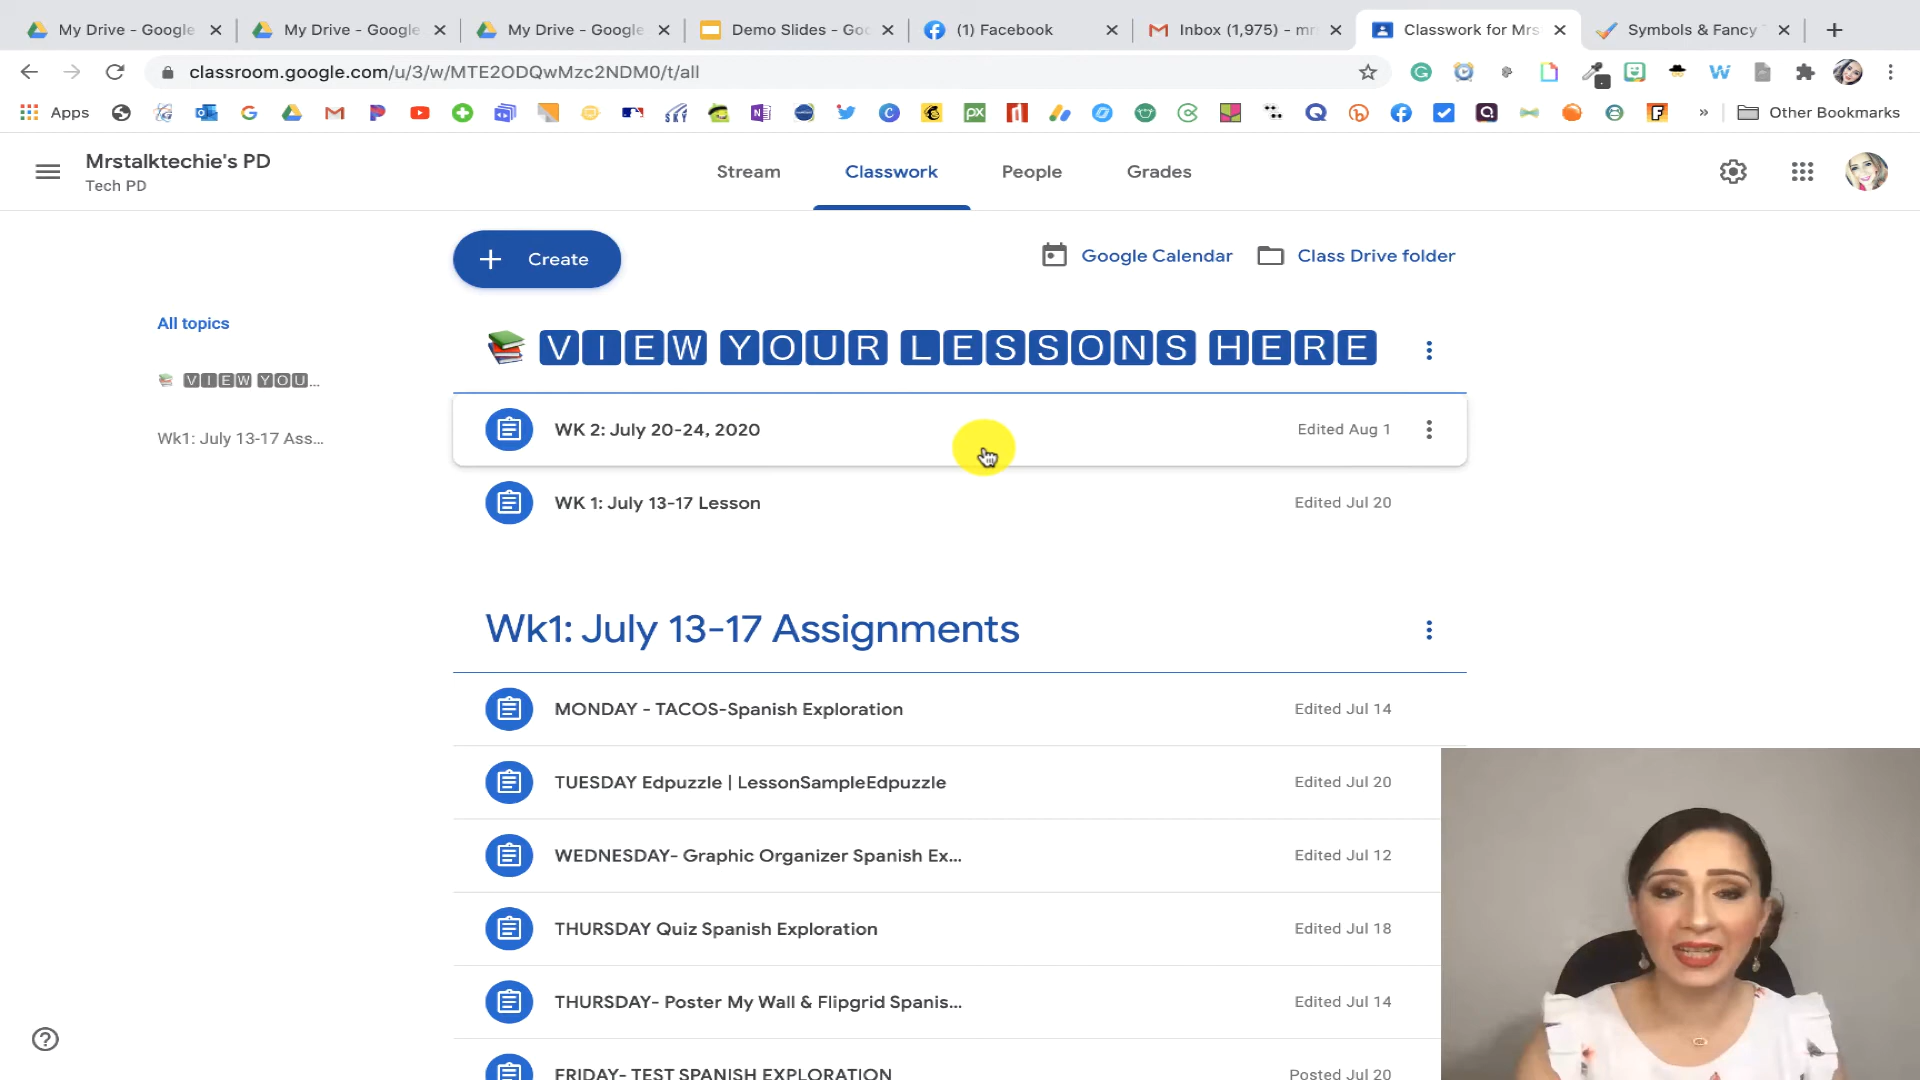 My Drive - Google
My Drive - Google
My Drive - Google
Demo Slides - Goo
(1) Facebook
Inbox (1,975) - mr
Classwork for Mrs
Symbols & Fancy
classroom.google.com/u/3/w/MTE2ODQwMzc2NDM0/t/all
Apps
Other Bookmarks
Mrstalktechie's PD
Tech PD
Stream
Classwork
People
Grades
Create
Google Calendar
Class Drive folder
All topics
📚 VIEW YOU...
Wk1: July 13-17 Ass...
📚 VIEW YOUR LESSONS HERE
WK 2: July 20-24, 2020
Edited Aug 1
WK 1: July 13-17 Lesson
Edited Jul 20
Wk1: July 13-17 Assignments
MONDAY - TACOS-Spanish Exploration
Edited Jul 14
TUESDAY Edpuzzle | LessonSampleEdpuzzle
Edited Jul 20
WEDNESDAY- Graphic Organizer Spanish Ex...
Edited Jul 12
THURSDAY Quiz Spanish Exploration
Edited Jul 18
THURSDAY- Poster My Wall & Flipgrid Spanis...
Edited Jul 14
FRIDAY- TEST SPANISH EXPLORATION
Posted Jul 20